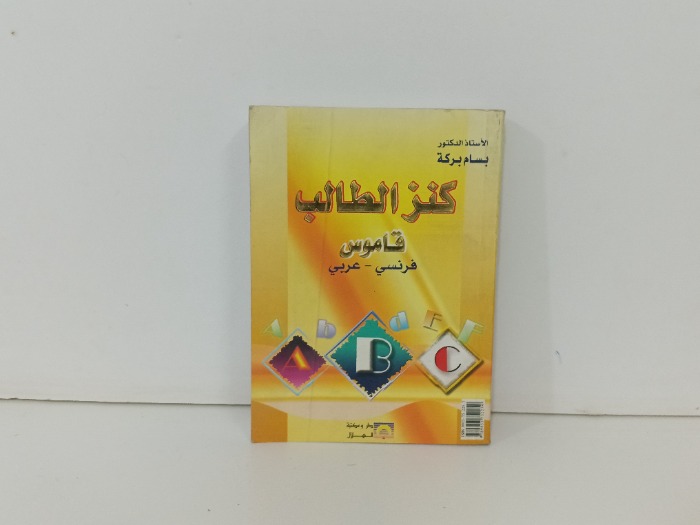 الأستاذ الدكتور
بسام بركة
كنز الطالب
قاموس
فرنسي - عربي
A b d F F
A B C